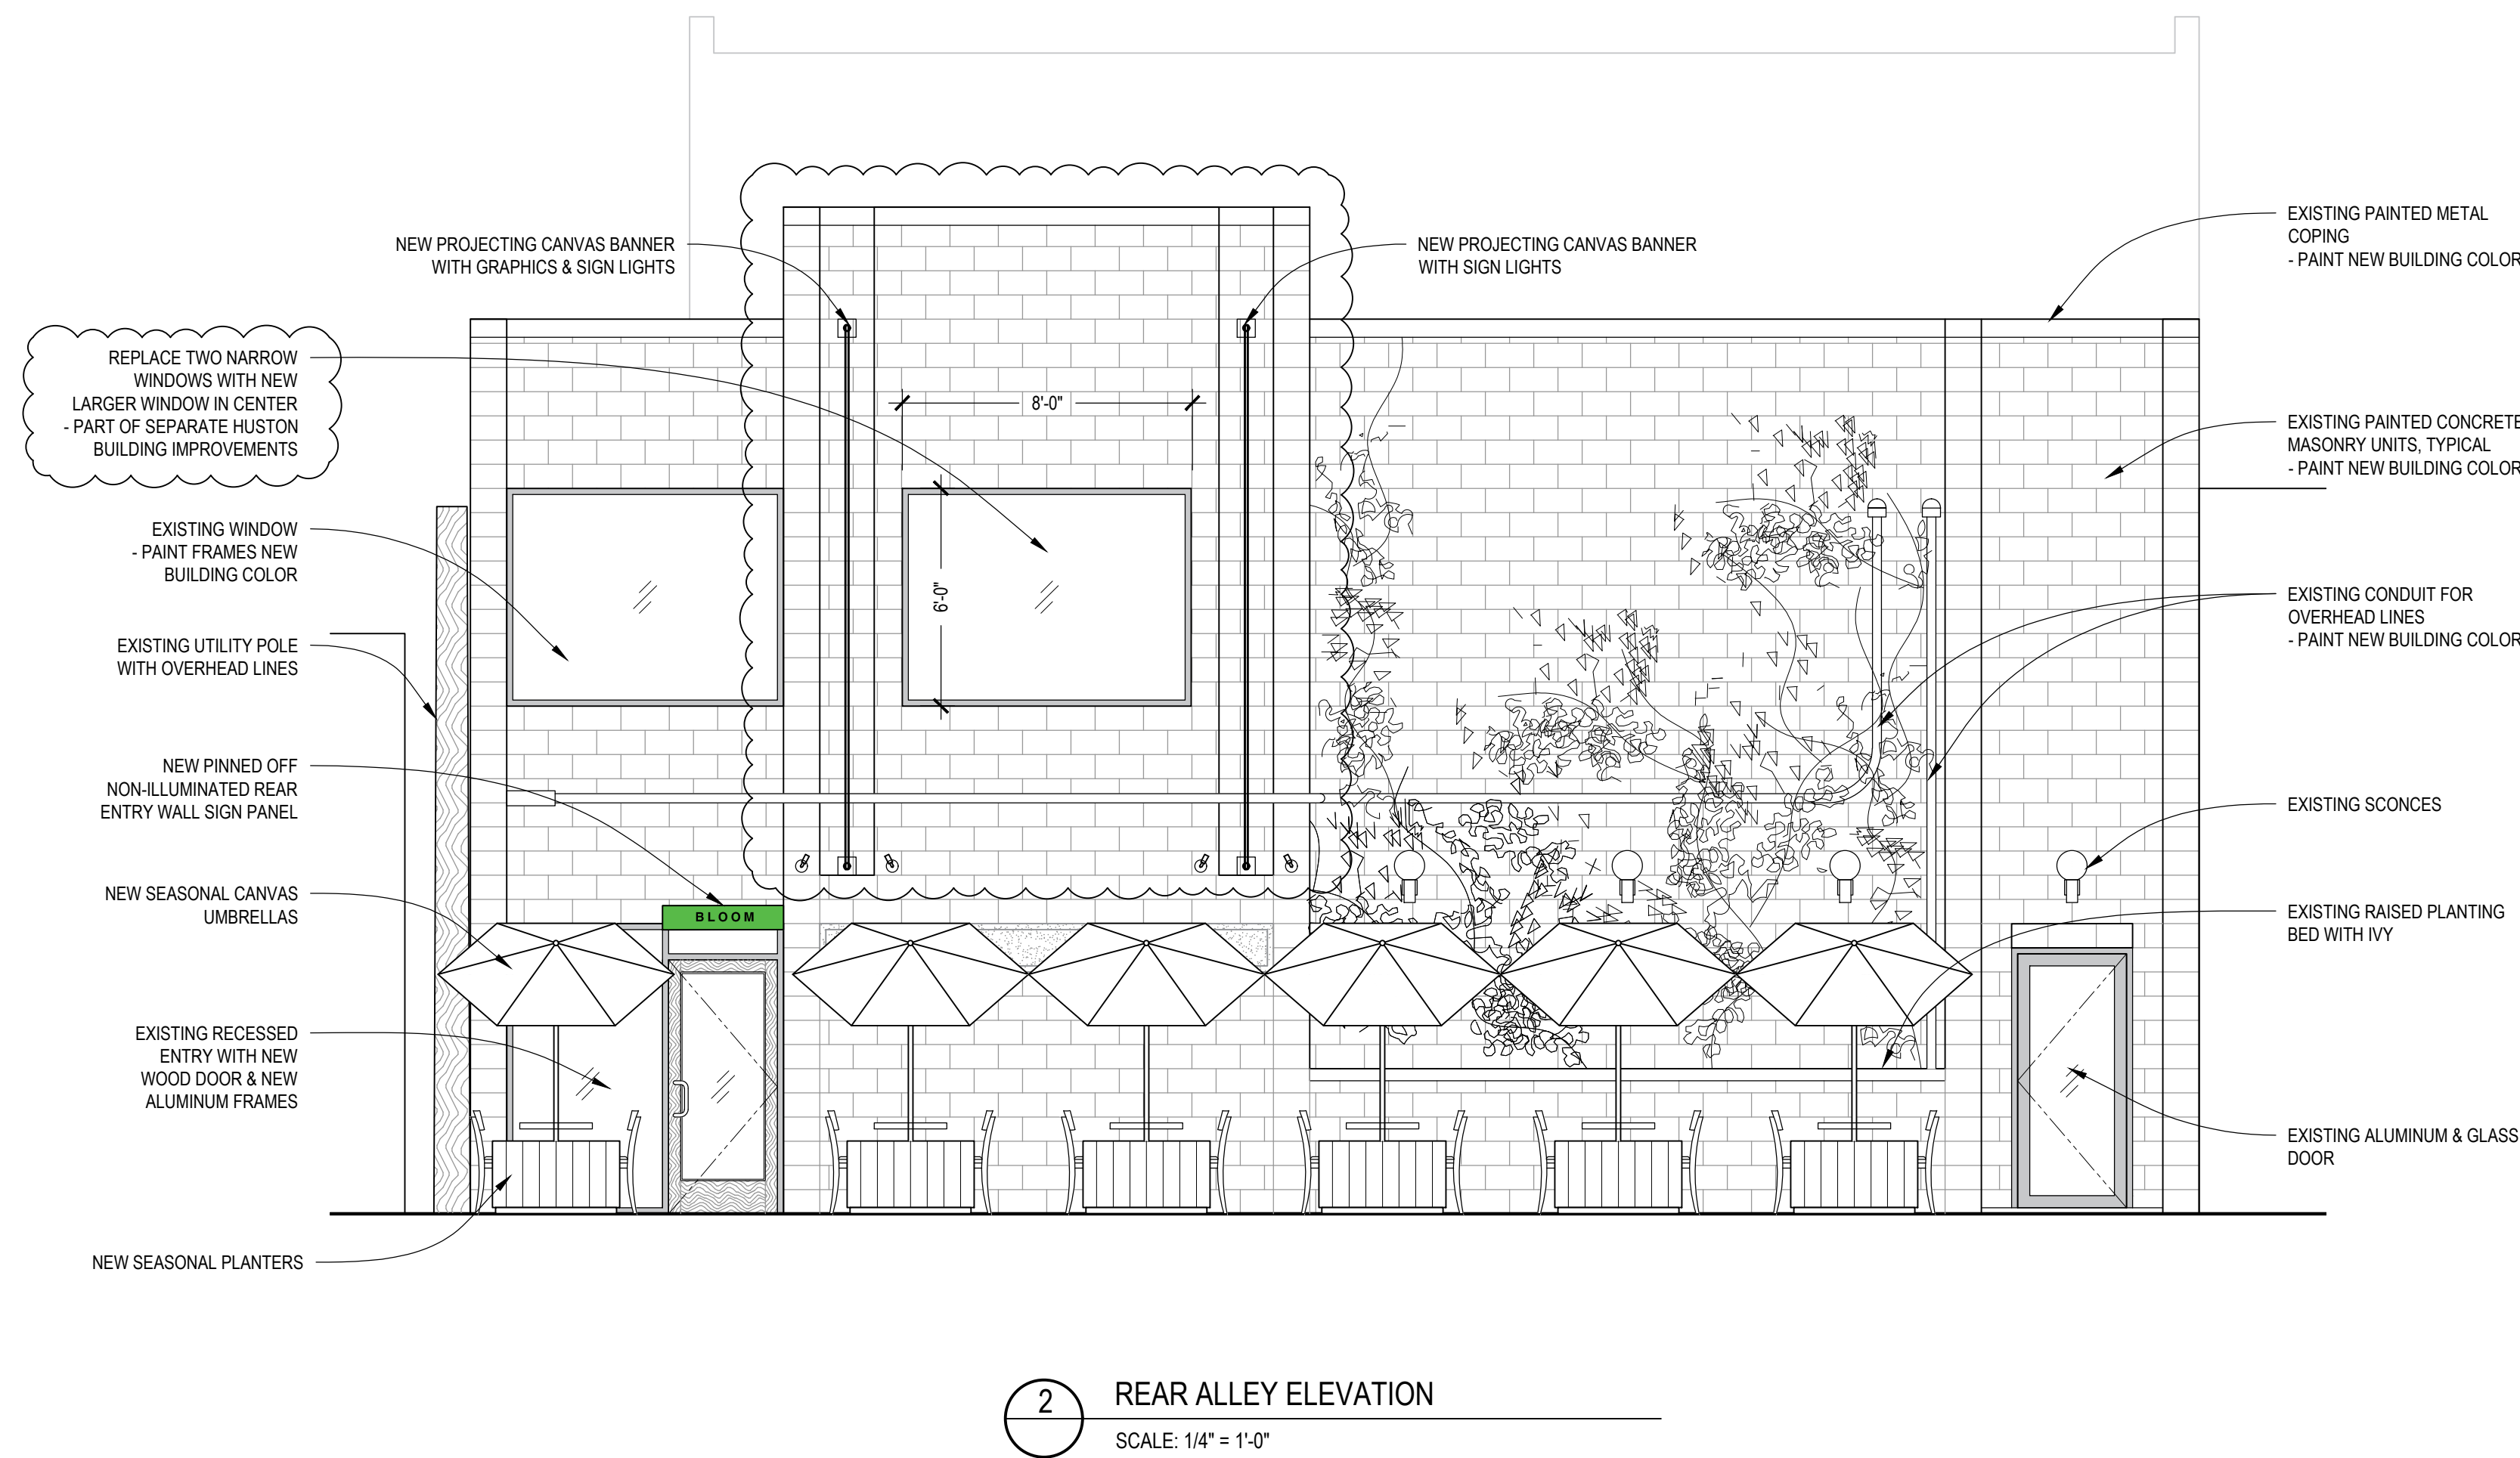 NEW PROJECTING CANVAS BANNER
WITH GRAPHICS & SIGN LIGHTS
REPLACE TWO NARROW
WINDOWS WITH NEW
LARGER WINDOW IN CENTER
- PART OF SEPARATE HUSTON
BUILDING IMPROVEMENTS
EXISTING WINDOW
- PAINT FRAMES NEW
BUILDING COLOR
EXISTING UTILITY POLE
WITH OVERHEAD LINES
NEW PINNED OFF
NON-ILLUMINATED REAR
ENTRY WALL SIGN PANEL
NEW SEASONAL CANVAS
UMBRELLAS
EXISTING RECESSED
ENTRY WITH NEW
WOOD DOOR & NEW
ALUMINUM FRAMES
NEW SEASONAL PLANTERS
8'-0"
6'-0"
BLOOM
NEW PROJECTING CANVAS BANNER
WITH SIGN LIGHTS
EXISTING PAINTED METAL
COPING
- PAINT NEW BUILDING COLOR
EXISTING PAINTED CONCRETE
MASONRY UNITS, TYPICAL
- PAINT NEW BUILDING COLOR
EXISTING CONDUIT FOR
OVERHEAD LINES
- PAINT NEW BUILDING COLOR
EXISTING SCONCES
EXISTING RAISED PLANTING
BED WITH IVY
EXISTING ALUMINUM & GLASS
DOOR
2
REAR ALLEY ELEVATION
SCALE: 1/4" = 1'-0"